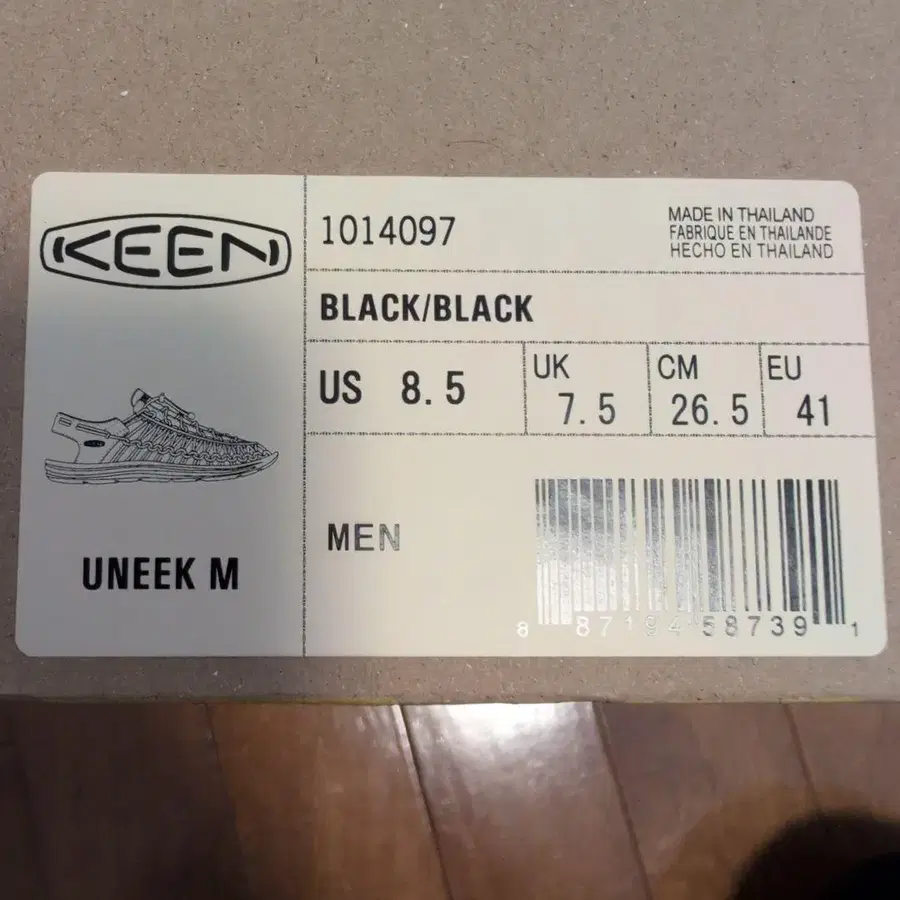 KEEN
1014097
MADE IN THAILAND
FABRIQUE EN THAILANDE
HECHO EN THAILAND
BLACK/BLACK
US 8.5
UK 7.5
CM 26.5
EU 41
UNEEK M
MEN
8 87194 58739 1